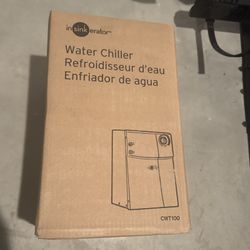 insinkerator
Water Chiller
Refroidisseur d'eau
Enfriador de agua
CWT100